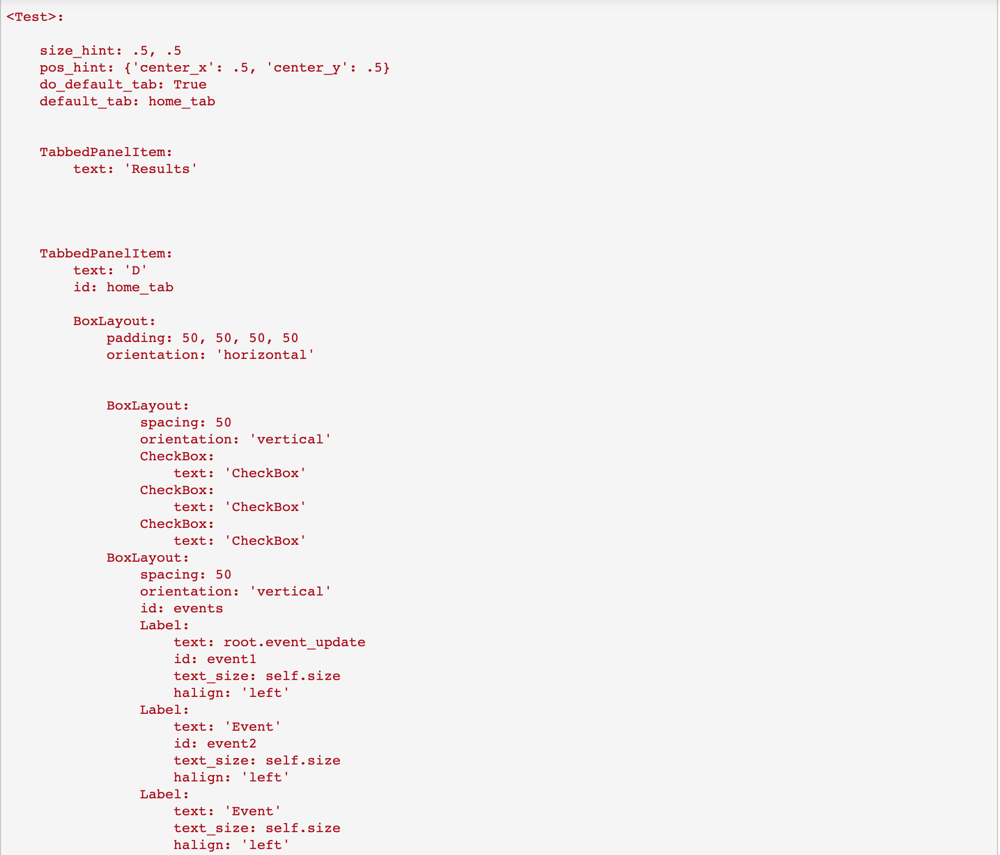 <Test>:
    size_hint: .5, .5
    pos_hint: {'center_x': .5, 'center_y': .5}
    do_default_tab: True
    default_tab: home_tab
    TabbedPanelItem:
        text: 'Results'
    TabbedPanelItem:
        text: 'D'
        id: home_tab
        BoxLayout:
            padding: 50, 50, 50, 50
            orientation: 'horizontal'
            BoxLayout:
                spacing: 50
                orientation: 'vertical'
                CheckBox:
                    text: 'CheckBox'
                CheckBox:
                    text: 'CheckBox'
                CheckBox:
                    text: 'CheckBox'
            BoxLayout:
                spacing: 50
                orientation: 'vertical'
                id: events
                Label:
                    text: root.event_update
                    id: event1
                    text_size: self.size
                    halign: 'left'
                Label:
                    text: 'Event'
                    id: event2
                    text_size: self.size
                    halign: 'left'
                Label:
                    text: 'Event'
                    text_size: self.size
                    halign: 'left'